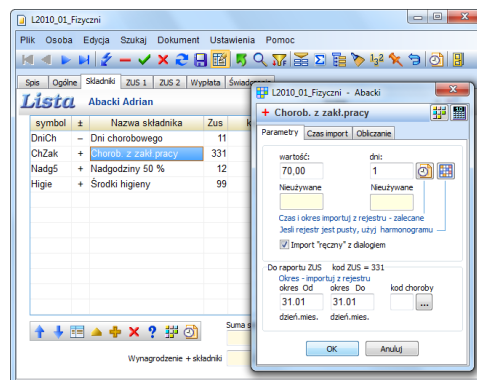 L2010_01_Fizyczni
Plik Osoba Edycja Szukaj Dokument Ustawienia Pomoc
Spis Ogólne Składniki ZUS 1 ZUS 2 Wypłata
Lista Abacki Adrian
symbol ± Nazwa składnika Zus
DniCh – Dni chorobowego 11
ChZak + Chorob. z zakł.pracy 331
Nadg5 + Nadgodziny 50 % 12
Higie + Środki higieny 99
Suma
Wynagrodzenie + składniki
L2010_01_Fizyczni - Abacki
+ Chorob. z zakł.pracy
Parametry Czas import Obliczanie
wartość: dni:
70,00 1
Nieużywane Nieużywane
Czas i okres importuj z rejestru - zalecane
Jeśli rejestr jest pusty, użyj harmonogramu
Import "ręczny" z dialogiem
Do raportu ZUS kod ZUS = 331
Okres - importuj z rejestru
okres Od okres Do kod choroby
31.01 31.01 ...
dzień.mies. dzień.mies.
OK Anuluj